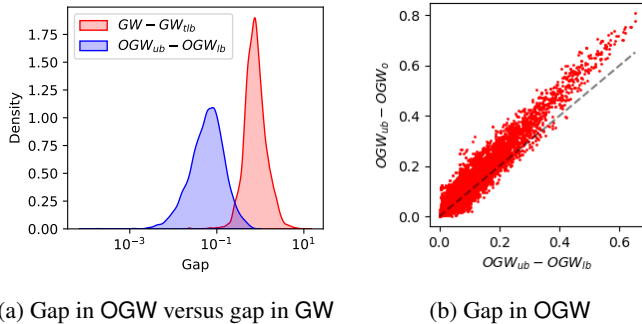 GW − GW_tlb
OGW_ub − OGW_lb
1.75
1.50
1.25
1.00
0.75
0.50
0.25
0.00
Density
10^−3
10^−1
10^1
Gap
(a) Gap in OGW versus gap in GW
0.8
0.6
0.4
0.2
0.0
OGW_ub − OGW_o
0.0 0.2 0.4 0.6
OGW_ub − OGW_lb
(b) Gap in OGW